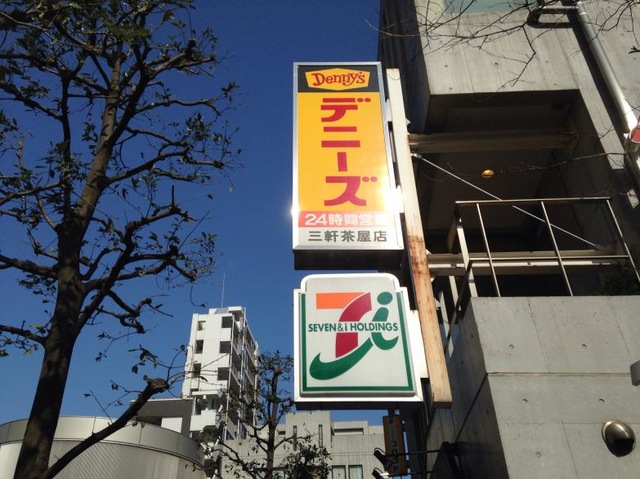 Denny's
デニーズ
24時間営業
三軒茶屋店
7i
SEVEN & i HOLDINGS